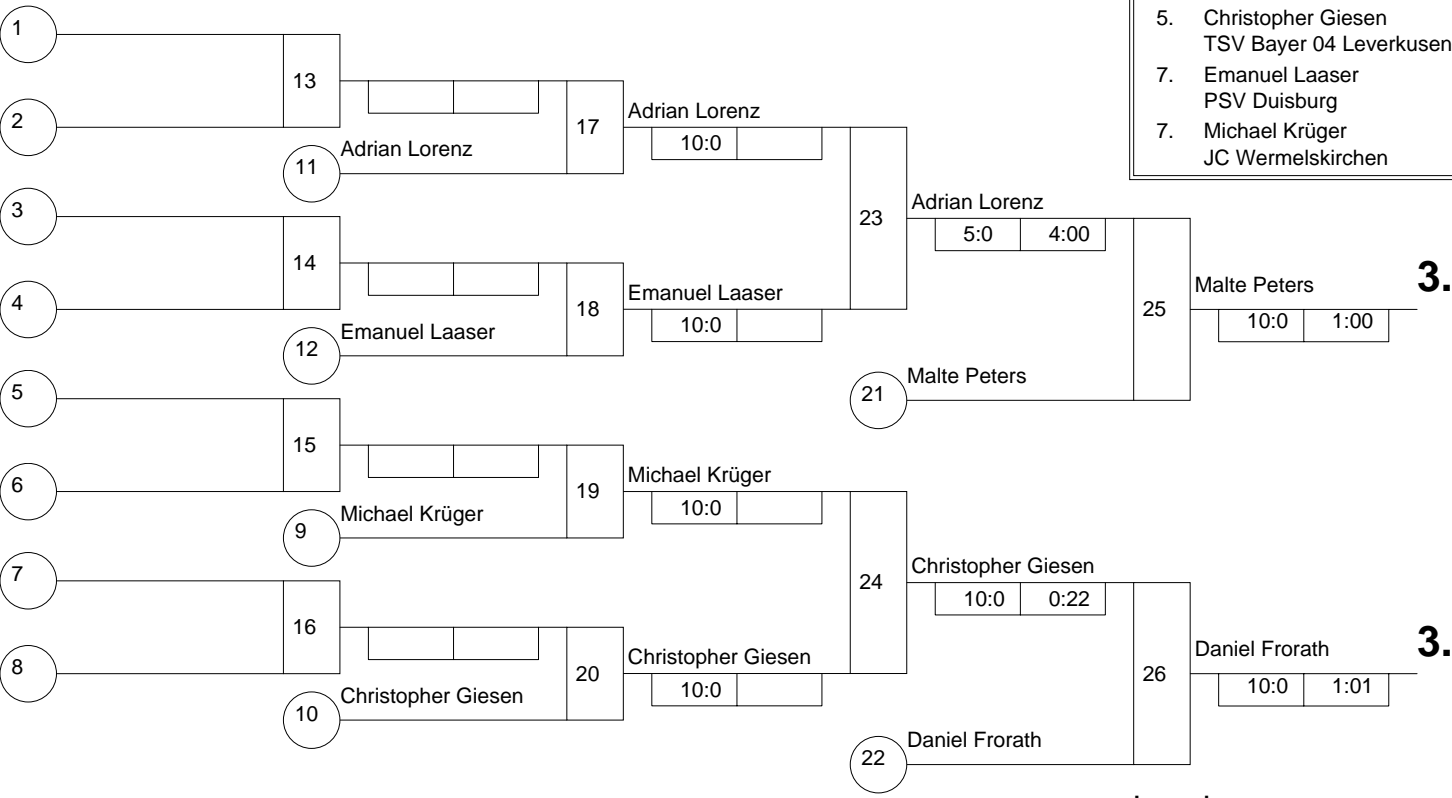 5. Christopher Giesen
TSV Bayer 04 Leverkusen
7. Emanuel Laaser
PSV Duisburg
7. Michael Krüger
JC Wermelskirchen
1
2
13
11
Adrian Lorenz
17
Adrian Lorenz
10:0
3
4
14
12
Emanuel Laaser
18
Emanuel Laaser
10:0
23
Adrian Lorenz
5:0 4:00
21
Malte Peters
25
Malte Peters
10:0 1:00
3.
5
6
15
9
Michael Krüger
19
Michael Krüger
10:0
7
8
16
10
Christopher Giesen
20
Christopher Giesen
10:0
24
Christopher Giesen
10:0 0:22
22
Daniel Frorath
26
Daniel Frorath
10:0 1:01
3.